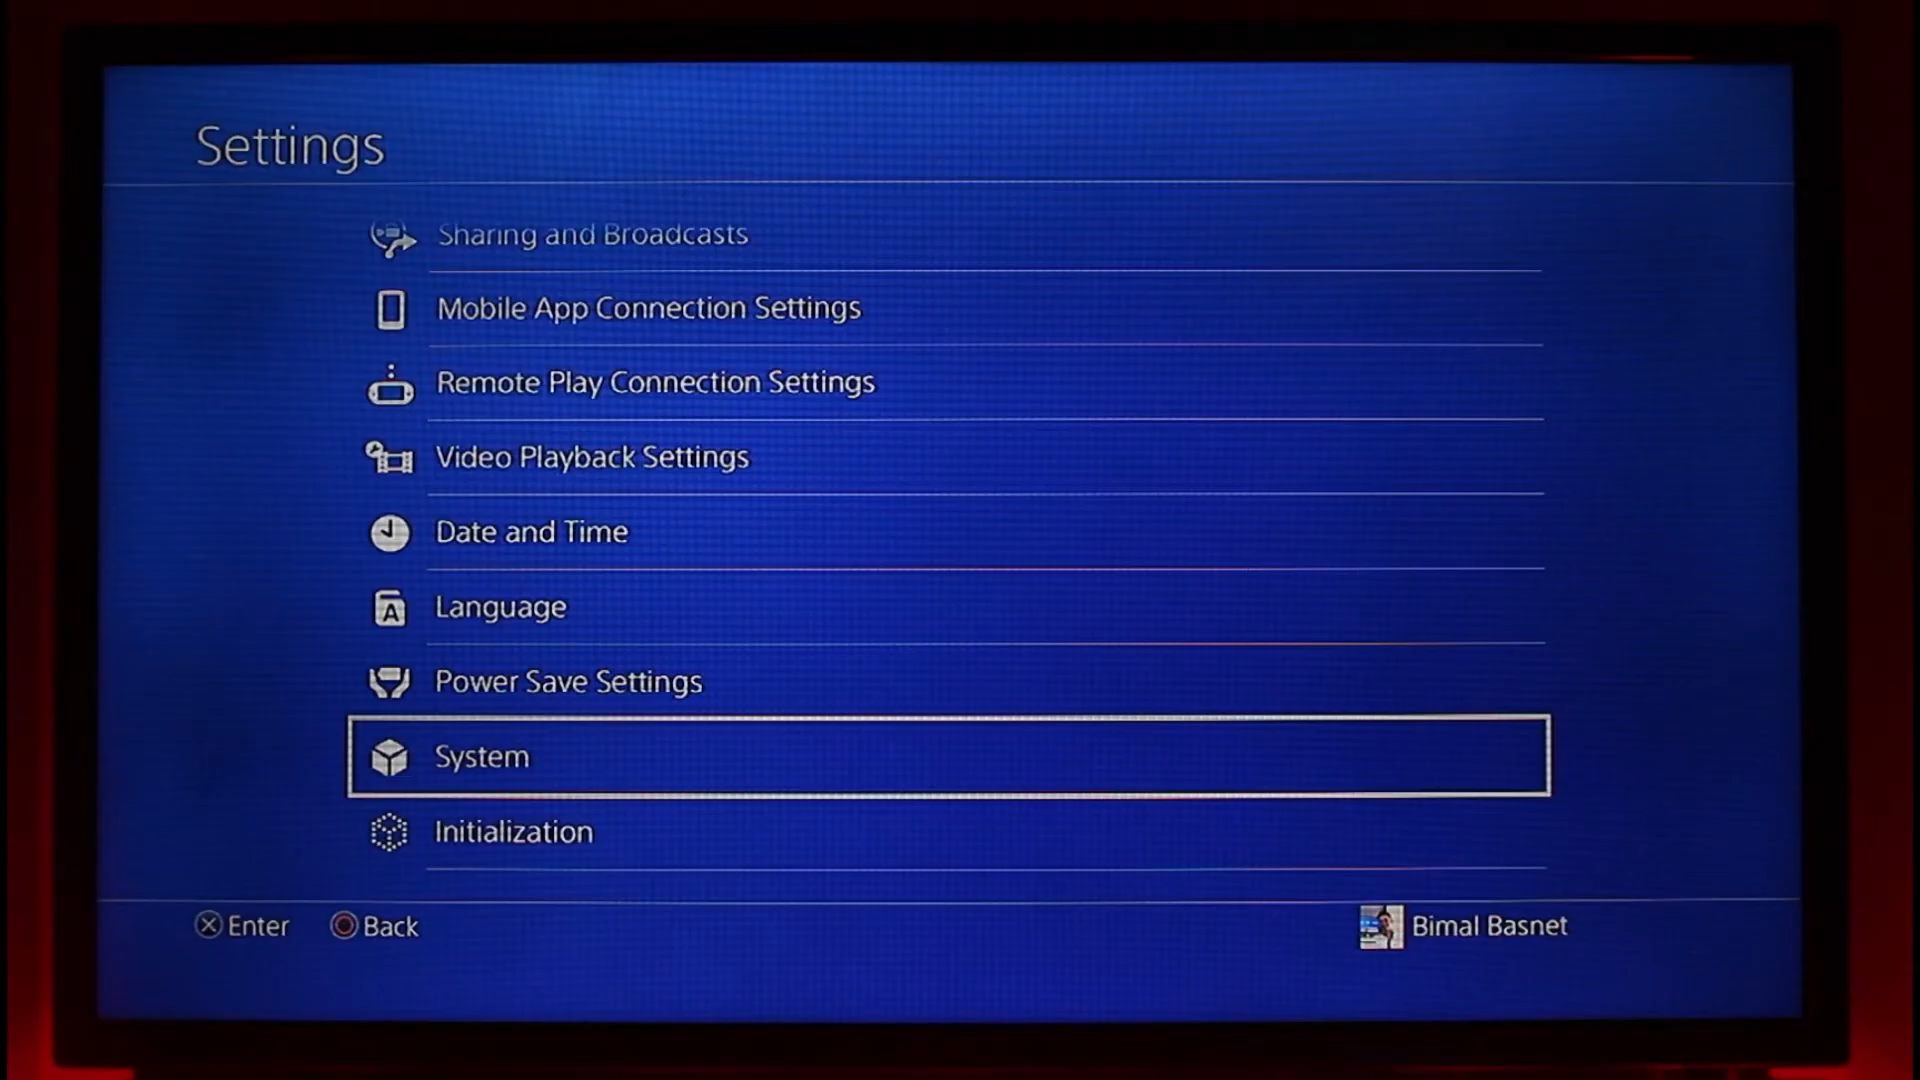 Settings
Sharing and Broadcasts
Mobile App Connection Settings
Remote Play Connection Settings
Video Playback Settings
Date and Time
A Language
Power Save Settings
System
Initialization
Enter Back Bimal Basnet